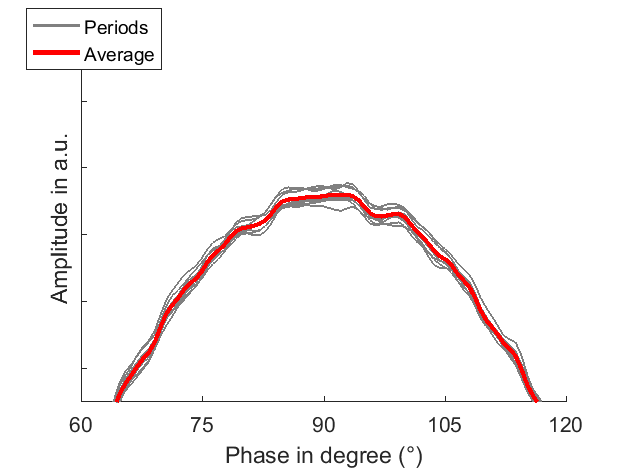 Periods
Average
Amplitude in a.u.
60 75 90 105 120
Phase in degree (°)